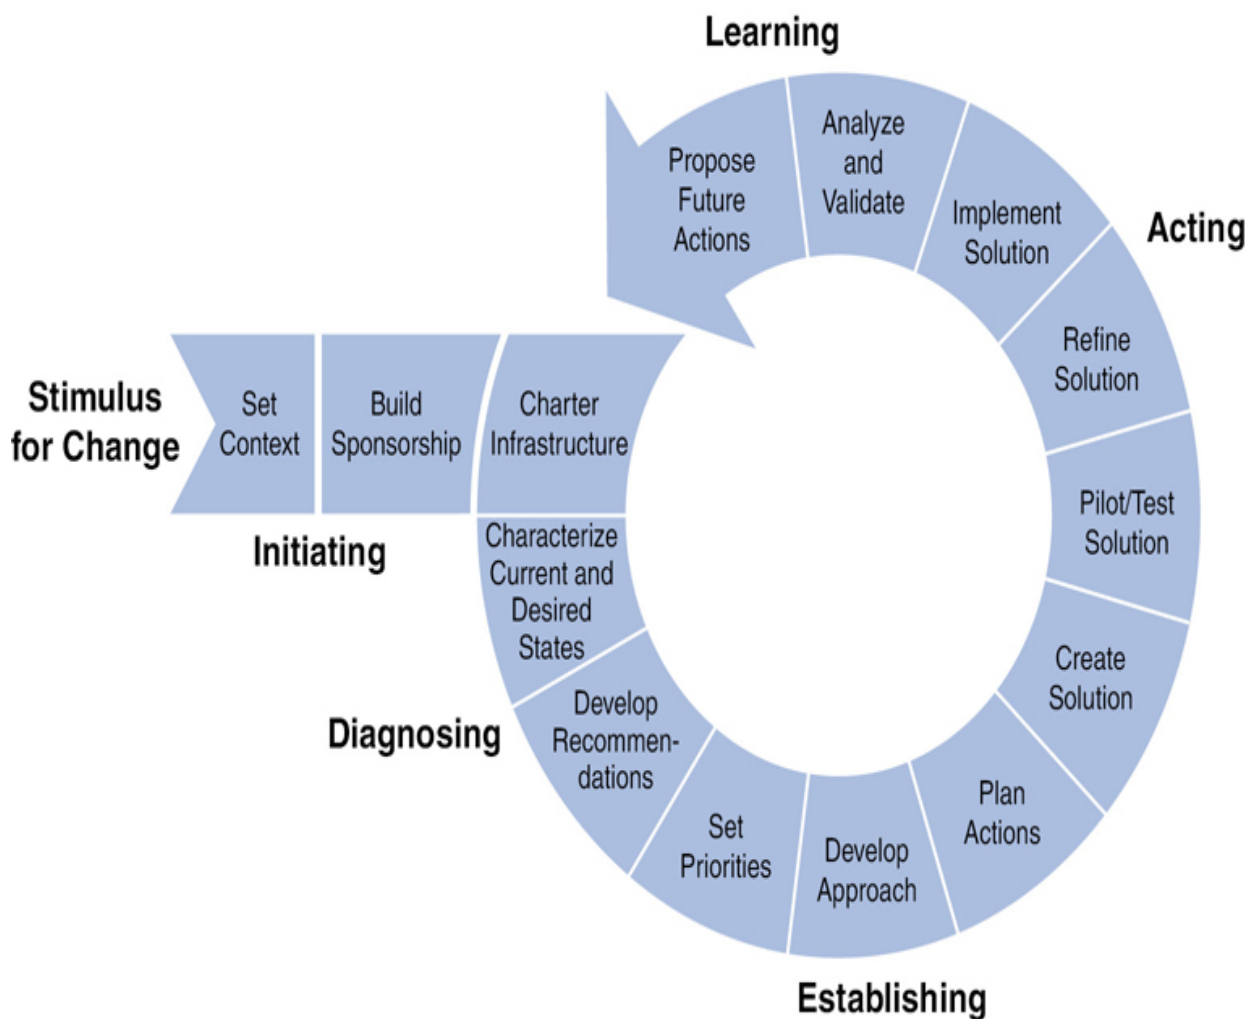 Learning
Analyze
and
Validate
Propose
Future
Actions
Implement
Solution
Acting
Refine
Solution
Stimulus
for Change
Set
Context
Build
Sponsorship
Charter
Infrastructure
Pilot/Test
Solution
Initiating
Characterize
Current and
Desired
States
Create
Solution
Diagnosing
Develop
Recommen-
dations
Plan
Actions
Set
Priorities
Develop
Approach
Establishing